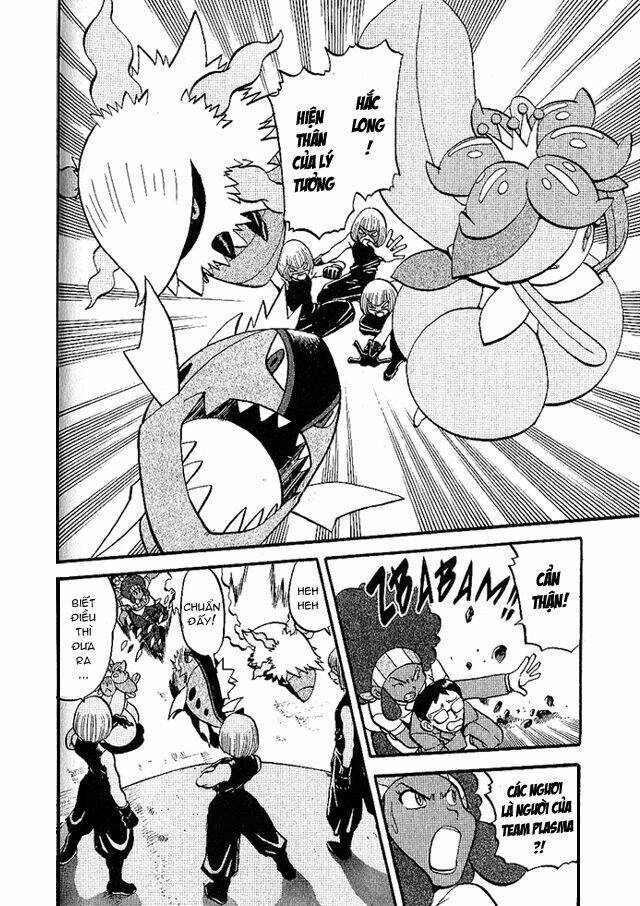 HẮC
LONG
!
HIỆN
THÂN
CỦA LÝ
TƯỞNG
CẨN
THẬN!
ZBABAM!!
CÁC NGƯƠI
LÀ NGƯỜI CỦA
TEAM PLASMA
?!
HEH
HEH
CHUẨN
ĐẤY!
BIẾT
ĐIỀU
THÌ
ĐƯA
RA
...